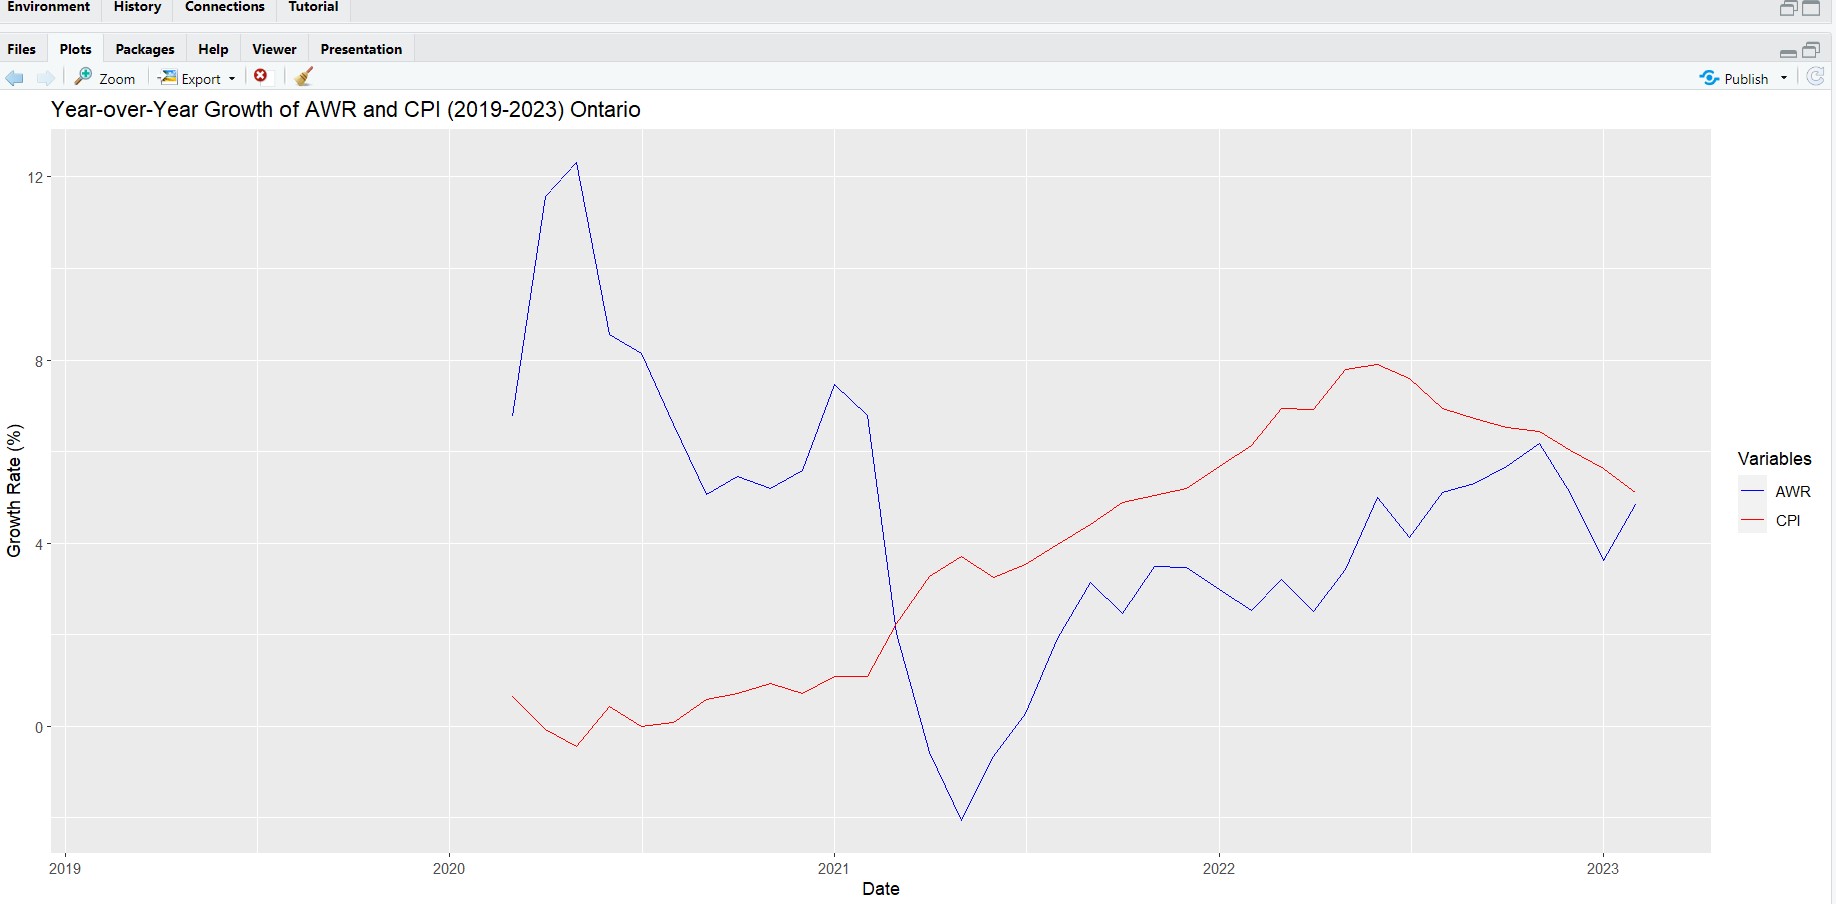 Environment History Connections Tutorial
Files Plots Packages Help Viewer Presentation
Zoom Export Publish
Year-over-Year Growth of AWR and CPI (2019-2023) Ontario
12
8
4
0
Growth Rate (%)
2019 2020 2021 2022 2023
Date
Variables
AWR
CPI